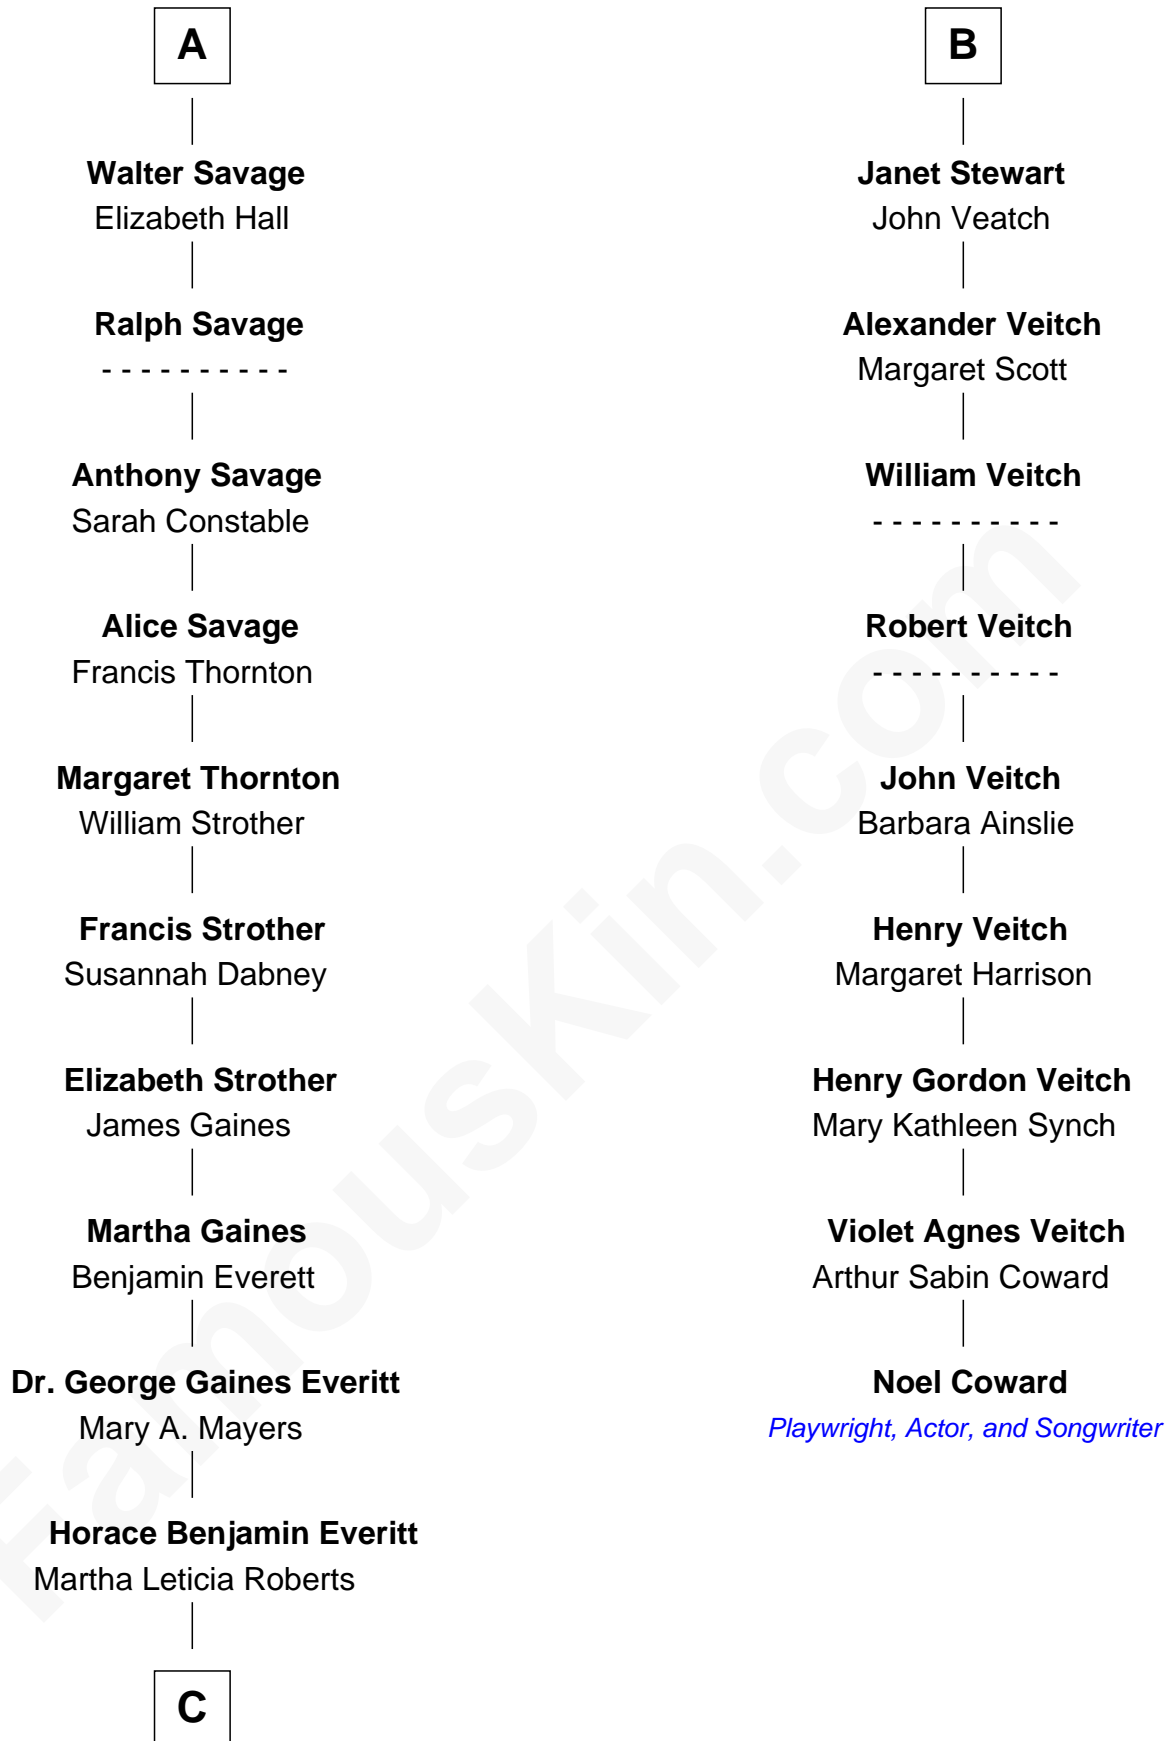 A
Walter Savage
Elizabeth Hall
Ralph Savage
- - - - - - - - - -
Anthony Savage
Sarah Constable
Alice Savage
Francis Thornton
Margaret Thornton
William Strother
Francis Strother
Susannah Dabney
Elizabeth Strother
James Gaines
Martha Gaines
Benjamin Everett
Dr. George Gaines Everitt
Mary A. Mayers
Horace Benjamin Everitt
Martha Leticia Roberts
C
B
Janet Stewart
John Veatch
Alexander Veitch
Margaret Scott
William Veitch
- - - - - - - - - -
Robert Veitch
- - - - - - - - - -
John Veitch
Barbara Ainslie
Henry Veitch
Margaret Harrison
Henry Gordon Veitch
Mary Kathleen Synch
Violet Agnes Veitch
Arthur Sabin Coward
Noel Coward
Playwright, Actor, and Songwriter
FamousKin.com